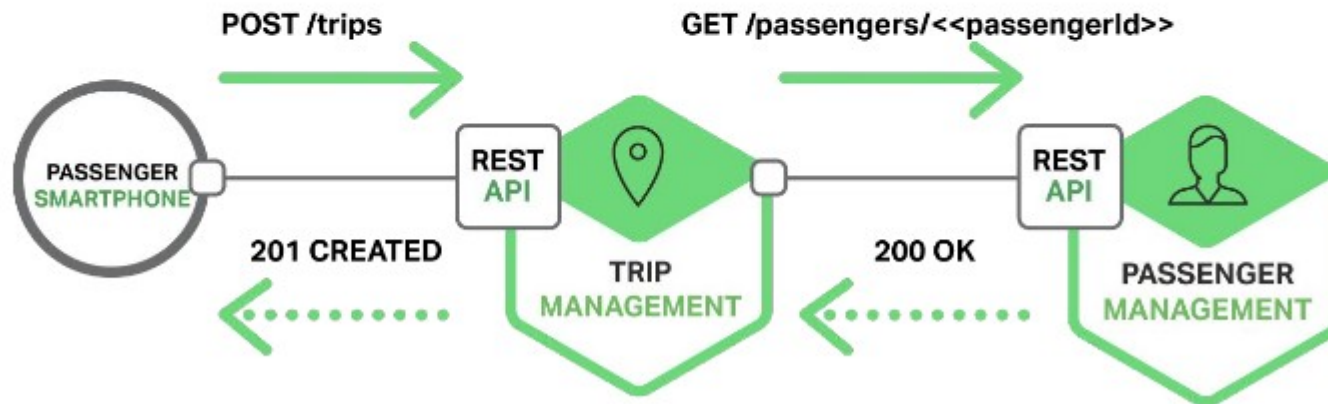 POST /trips
GET /passengers/<<passengerId>>
PASSENGER
SMARTPHONE
REST
API
REST
API
201 CREATED
TRIP
MANAGEMENT
200 OK
PASSENGER
MANAGEMENT